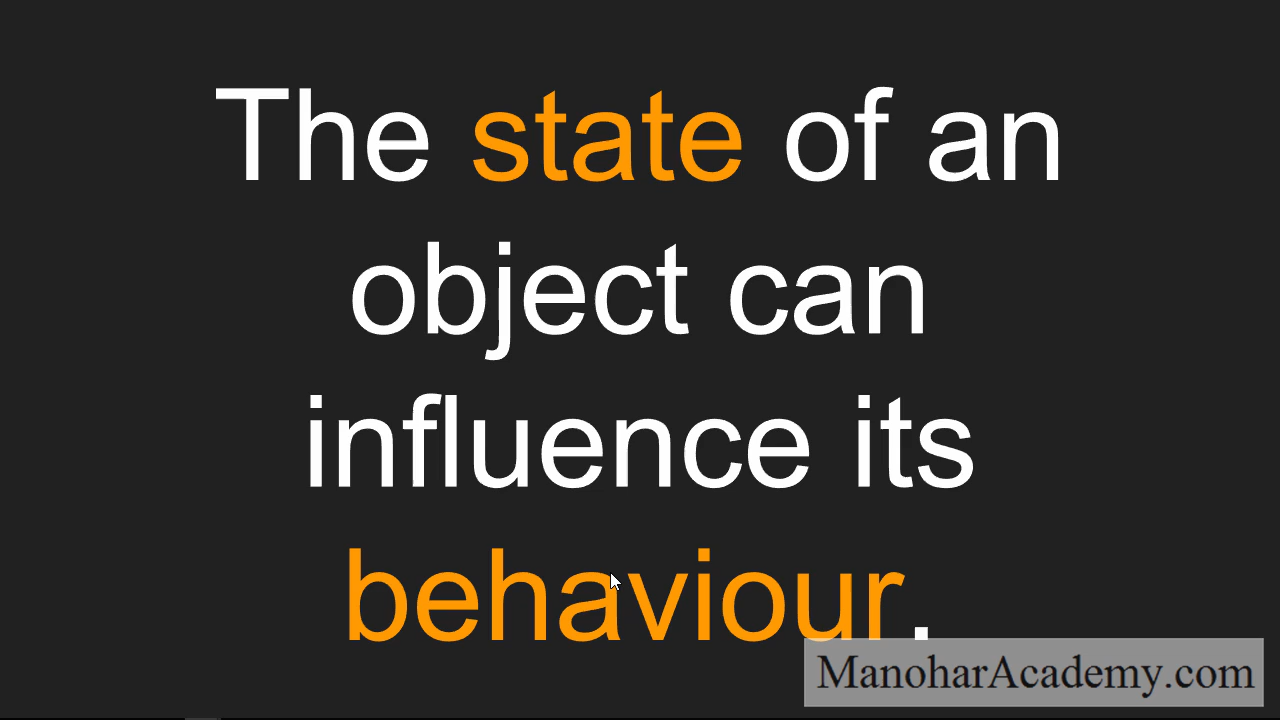 The state of an
object can
influence its
behaviour.
ManoharAcademy.com